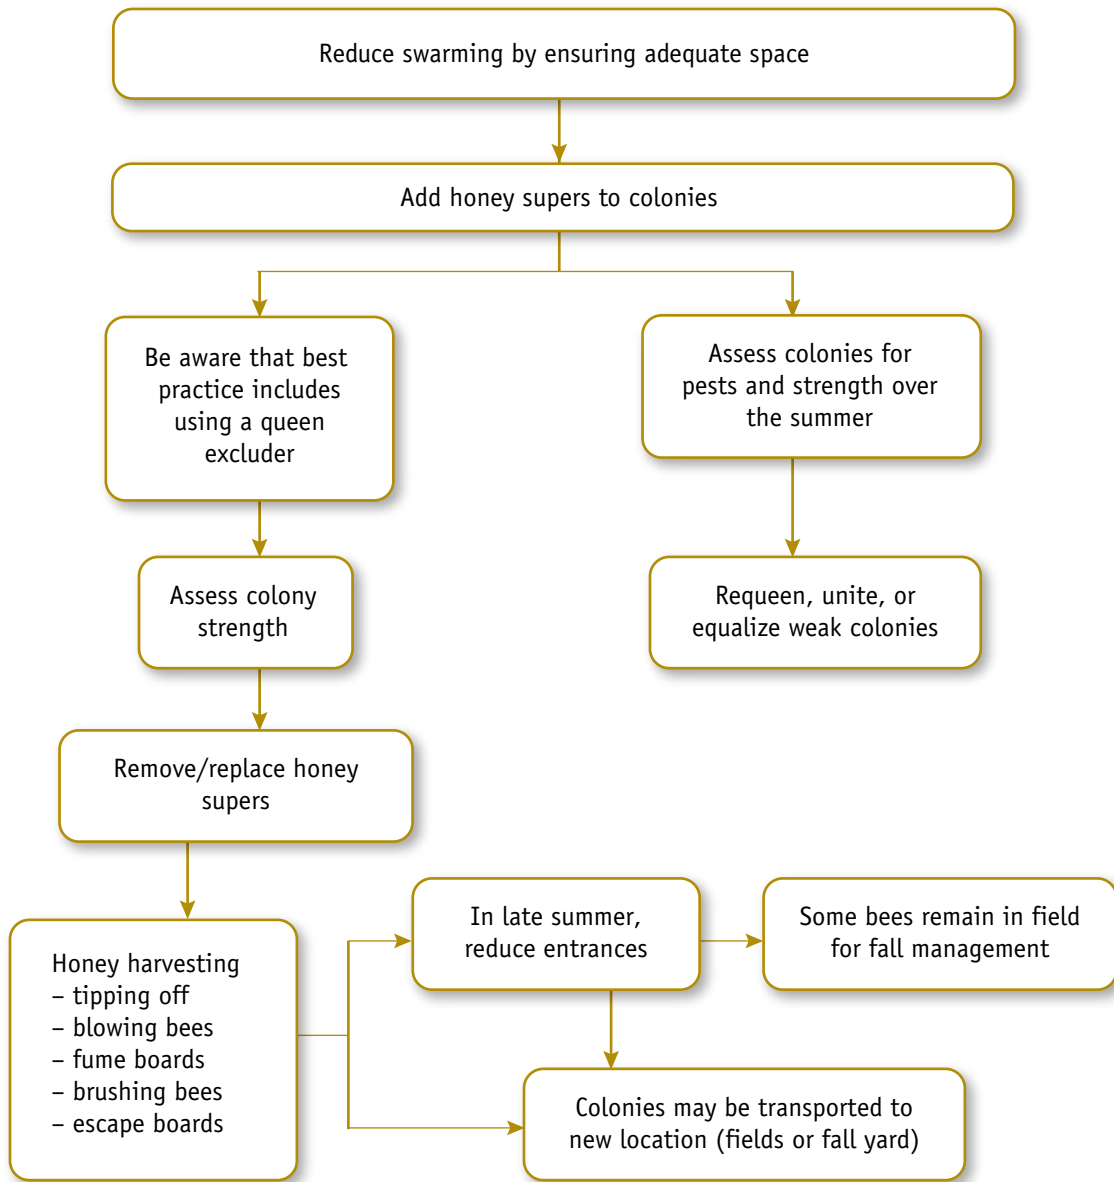 Reduce swarming by ensuring adequate space
Add honey supers to colonies
Be aware that best
practice includes
using a queen
excluder
Assess colonies for
pests and strength over
the summer
Assess colony
strength
Requeen, unite, or
equalize weak colonies
Remove/replace honey
supers
Honey harvesting
– tipping off
– blowing bees
– fume boards
– brushing bees
– escape boards
In late summer,
reduce entrances
Some bees remain in field
for fall management
Colonies may be transported to
new location (fields or fall yard)